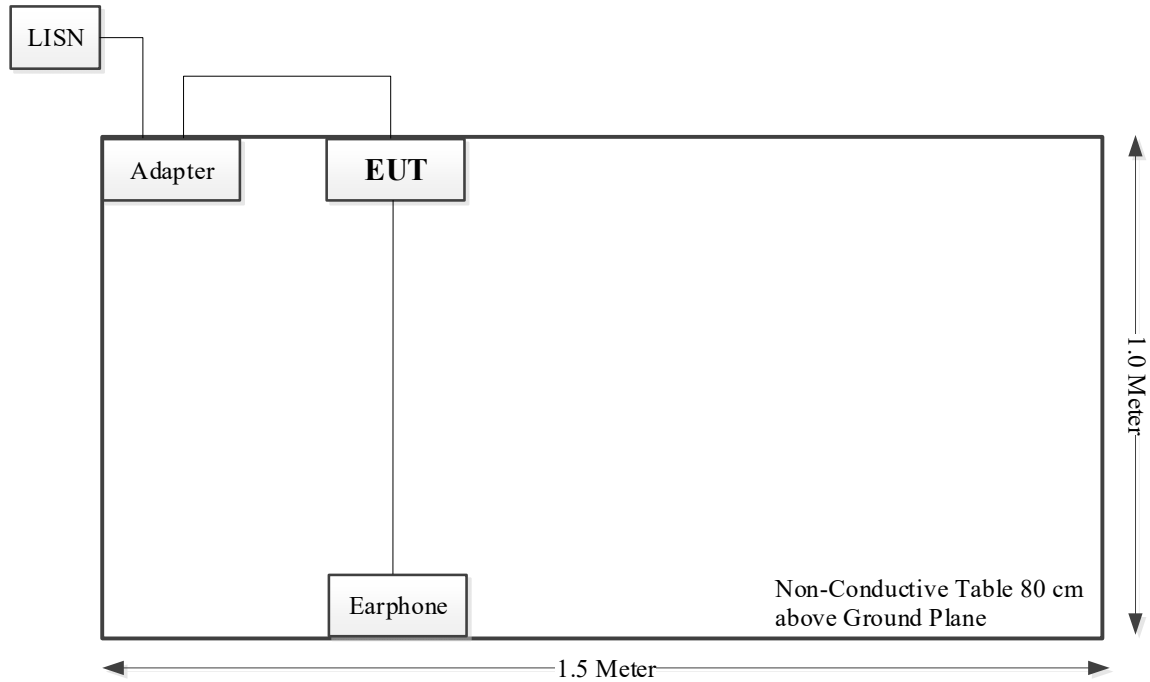 LISN
Adapter
EUT
1.0 Meter
Earphone
Non-Conductive Table 80 cm
above Ground Plane
1.5 Meter